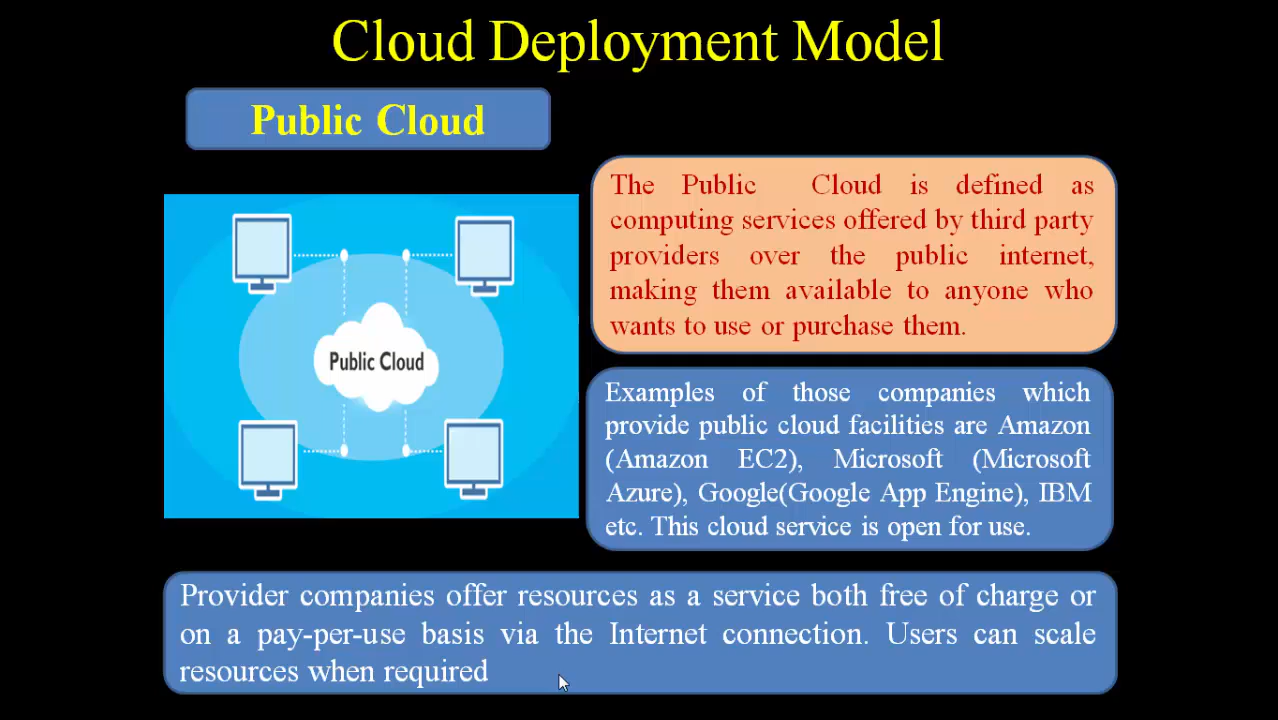 Cloud Deployment Model
Public Cloud
The Public Cloud is defined as
computing services offered by third party
providers over the public internet,
making them available to anyone who
wants to use or purchase them.
Public Cloud
Examples of those companies which
provide public cloud facilities are Amazon
(Amazon EC2), Microsoft (Microsoft
Azure), Google(Google App Engine), IBM
etc. This cloud service is open for use.
Provider companies offer resources as a service both free of charge or
on a pay-per-use basis via the Internet connection. Users can scale
resources when required